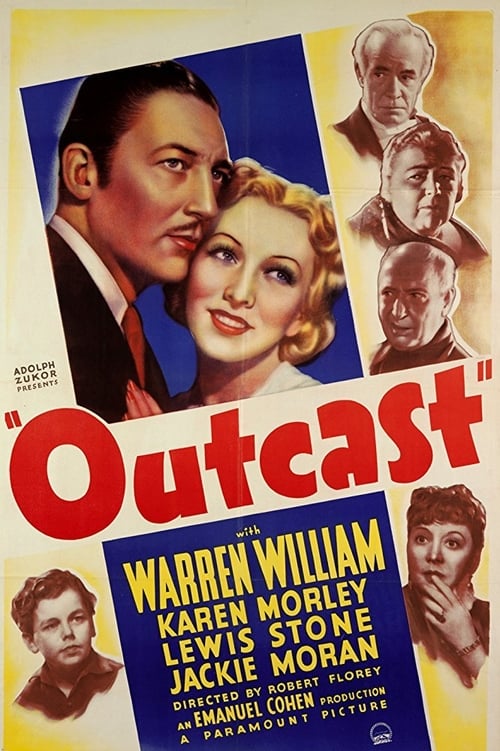 ADOLPH
ZUKOR
PRESENTS
"Outcast"
with
WARREN WILLIAM
KAREN MORLEY
LEWIS STONE
JACKIE MORAN
DIRECTED BY ROBERT FLOREY
AN EMANUEL COHEN PRODUCTION
A PARAMOUNT PICTURE